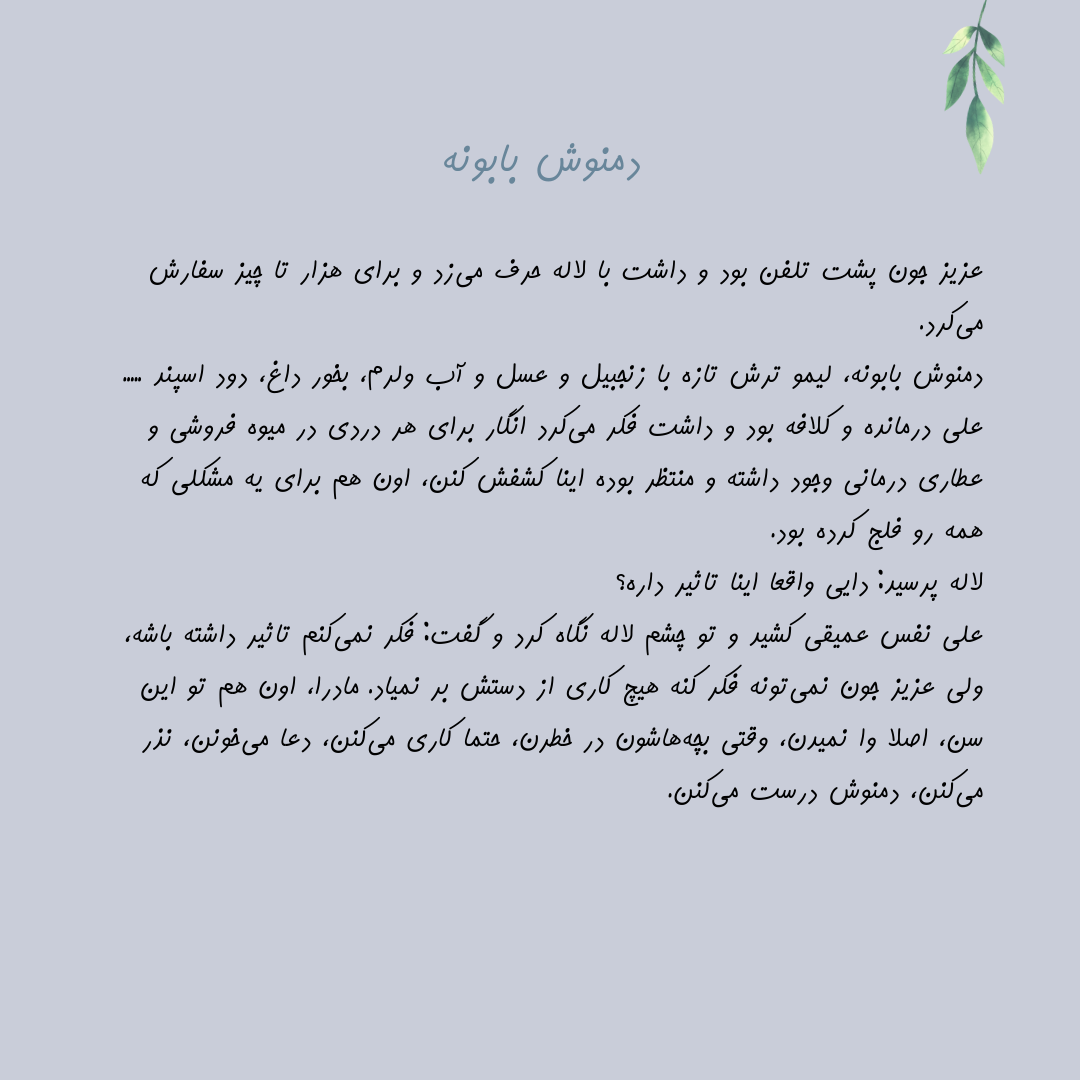 دمنوش بابونه
عزیز جون پشت تلفن بود و داشت با لاله حرف می‌زد و برای هزار تا چیز سفارش
می‌کرد.
دمنوش بابونه، لیمو ترش تازه با زنجبیل و عسل و آب ولرم، بخور داغ، دود اسپند .....
علی درمانده و کلافه بود و داشت فکر می‌کرد انگار برای هر دردی در میوه فروشی و
عطاری درمانی وجود داشته و منتظر بوده اینا کشفش کنن، اون هم برای یه مشکلی که
همه رو فلج کرده بود.
لاله پرسید: دایی واقعا اینا تاثیر داره؟
علی نفس عمیقی کشید و تو چشم لاله نگاه کرد و گفت: فکر نمی‌کنم تاثیر داشته باشه،
ولی عزیز جون نمی‌تونه فکر کنه هیچ کاری از دستش بر نمیاد. مادرا، اون هم تو این
سن، اصلا وا نمیدن، وقتی بچه‌هاشون در خطرن، حتما کاری می‌کنن، دعا می‌خونن، نذر
می‌کنن، دمنوش درست می‌کنن.